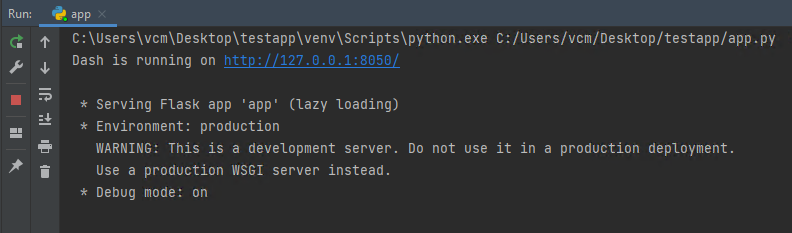 Run: app
C:\Users\vcm\Desktop\testapp\venv\Scripts\python.exe C:/Users/vcm/Desktop/testapp/app.py
Dash is running on http://127.0.0.1:8050/
* Serving Flask app 'app' (lazy loading)
* Environment: production
WARNING: This is a development server. Do not use it in a production deployment.
Use a production WSGI server instead.
* Debug mode: on